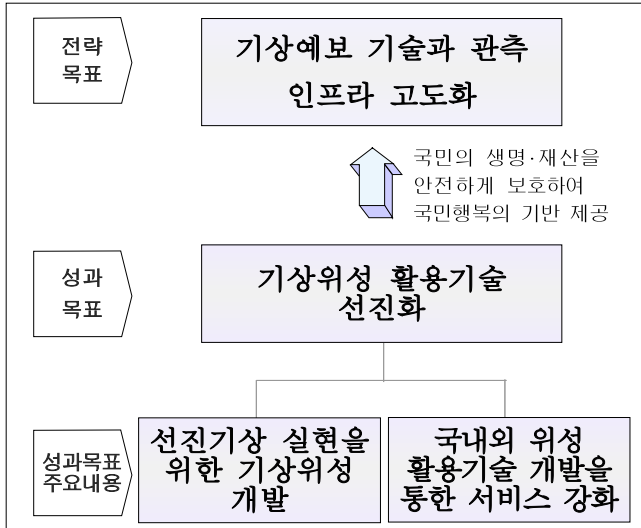 전략
목표
기상예보 기술과 관측
인프라 고도화
국민의 생명·재산을
안전하게 보호하여
국민행복의 기반 제공
성과
목표
기상위성 활용기술
선진화
성과목표
주요내용
선진기상 실현을
위한 기상위성
개발
국내외 위성
활용기술 개발을
통한 서비스 강화